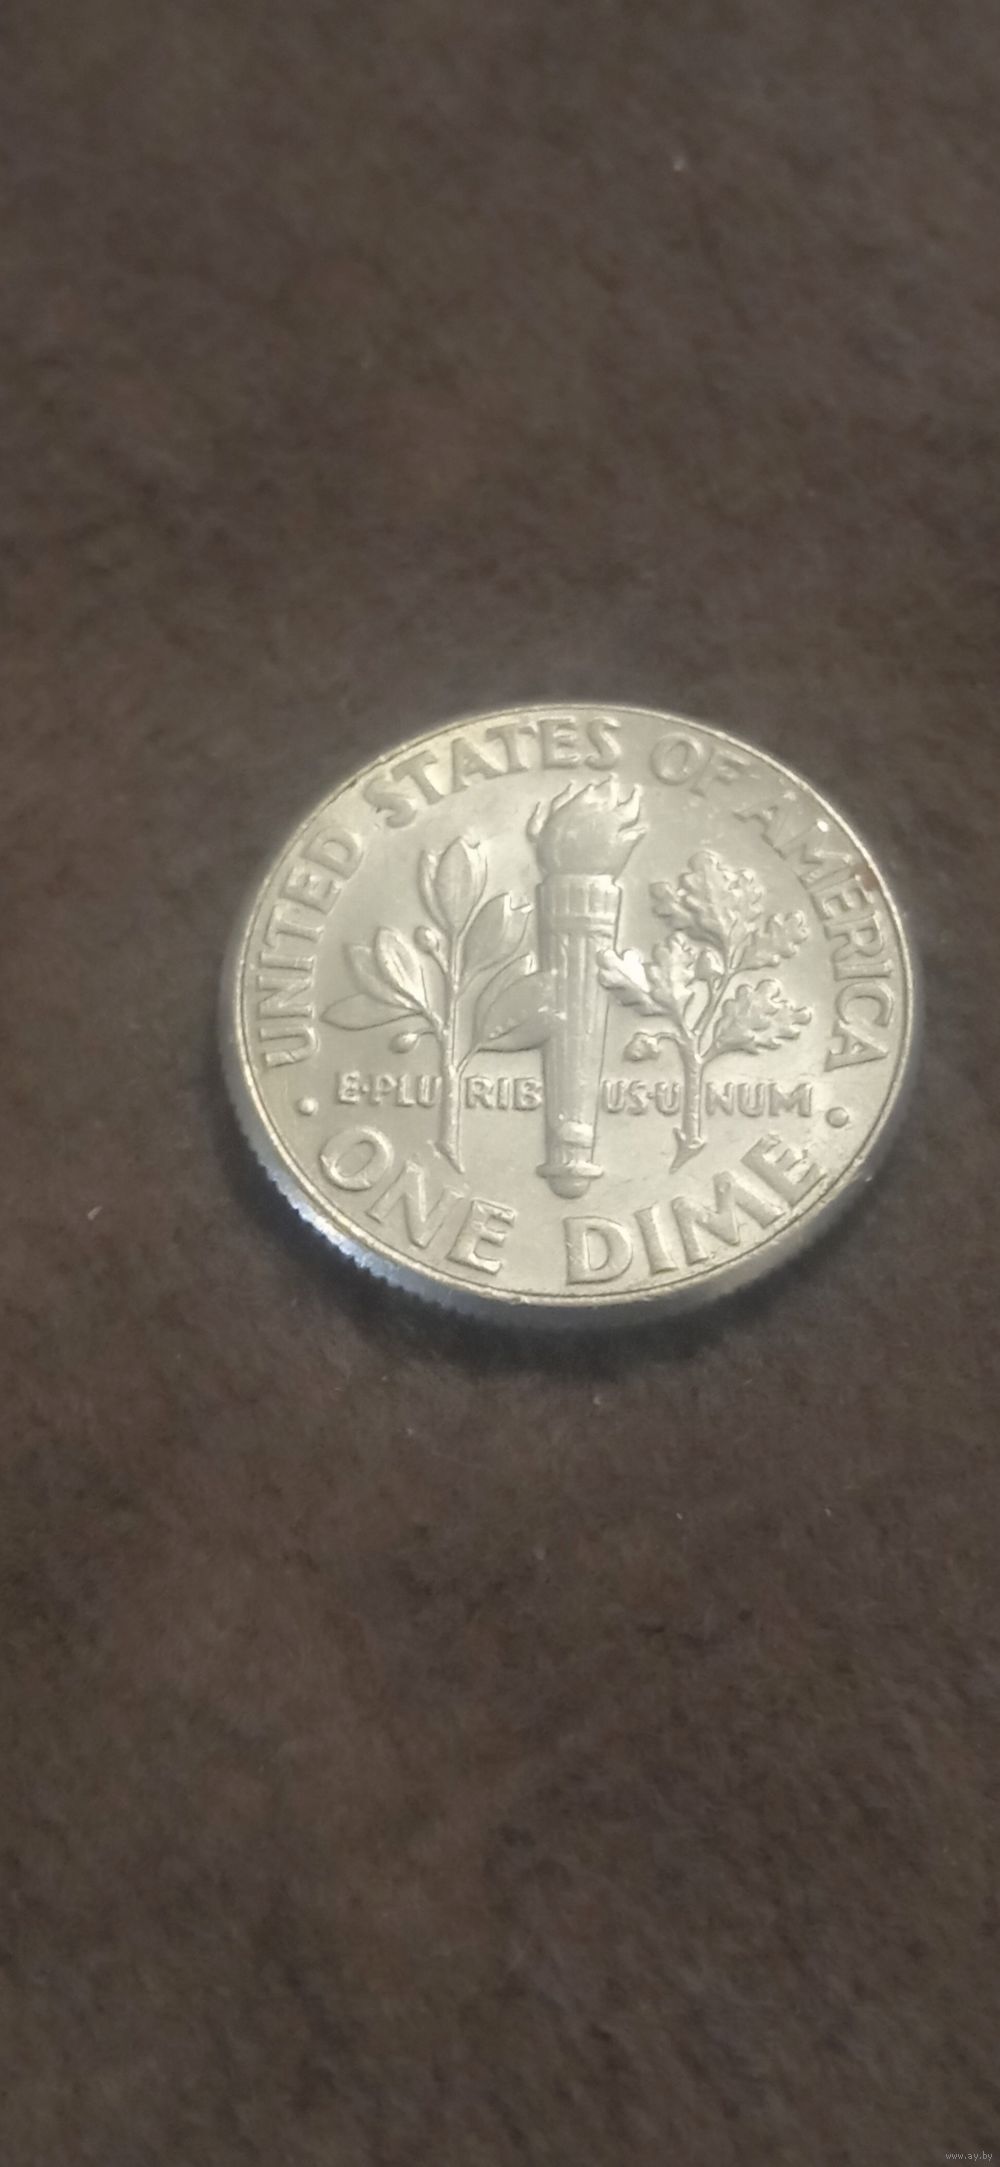 UNITED STATES OF AMERICA
E·PLU RIB US·U NUM
· ONE DIME ·
www.ay.by